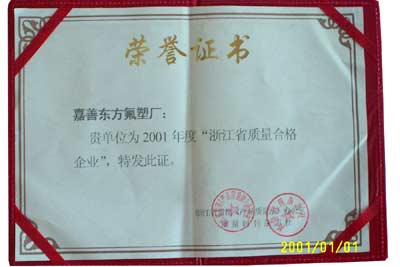 荣誉证书
嘉善东方氟塑厂:
贵单位为2001年度“浙江省质量合格
企业”,特发此证。
2001/01/01